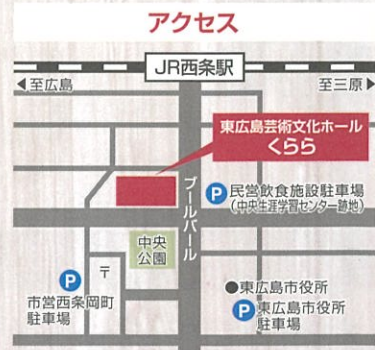 アクセス
JR西条駅
◀至広島
至三原▶
東広島芸術文化ホール
くらら
ブールバール
P 民営飲食施設駐車場
(中央生涯学習センター跡地)
中央
公園
〒
P
市営西条岡町
駐車場
●東広島市役所
P 東広島市役所
駐車場